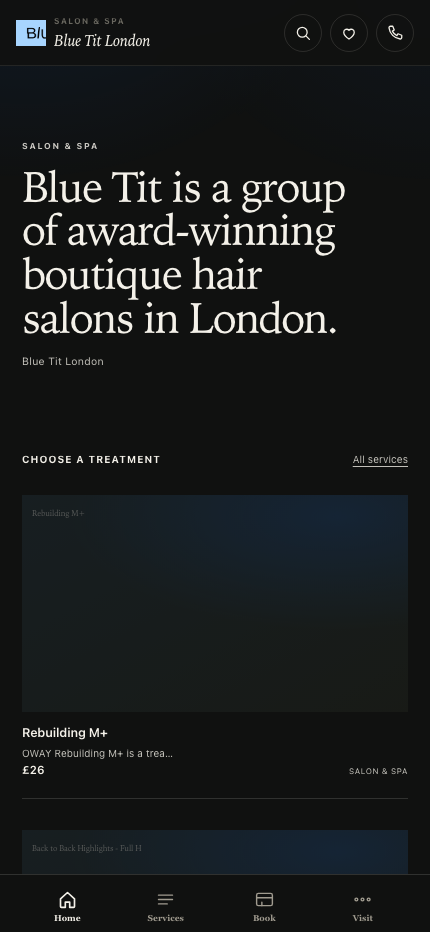 Blu
SALON & SPA
Blue Tit London
SALON & SPA
Blue Tit is a group
of award-winning
boutique hair
salons in London.
Blue Tit London
CHOOSE A TREATMENT
All services
Rebuilding M+
Rebuilding M+
OWAY Rebuilding M+ is a trea...
£26
SALON & SPA
Back to Back Highlights - Full H
Home
Services
Book
Visit